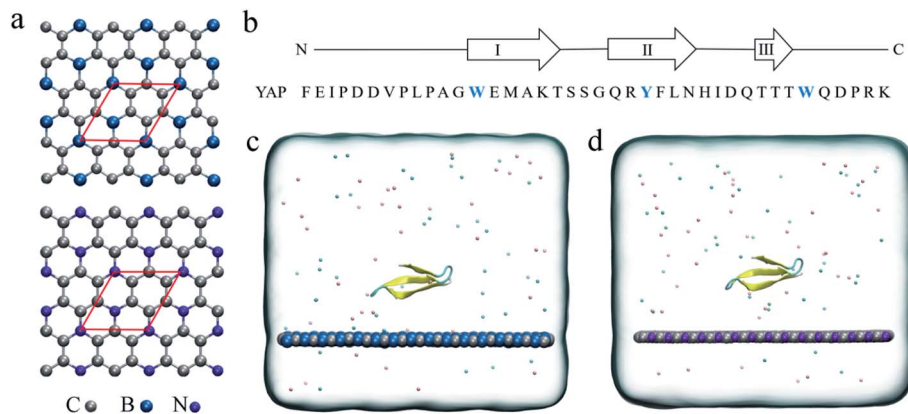 a
C B N
b
N I II III C
YAP FEIPDDVPLPAGWEMAKTSSGQRYFLNHIDQTTTWQDPRK
c
d